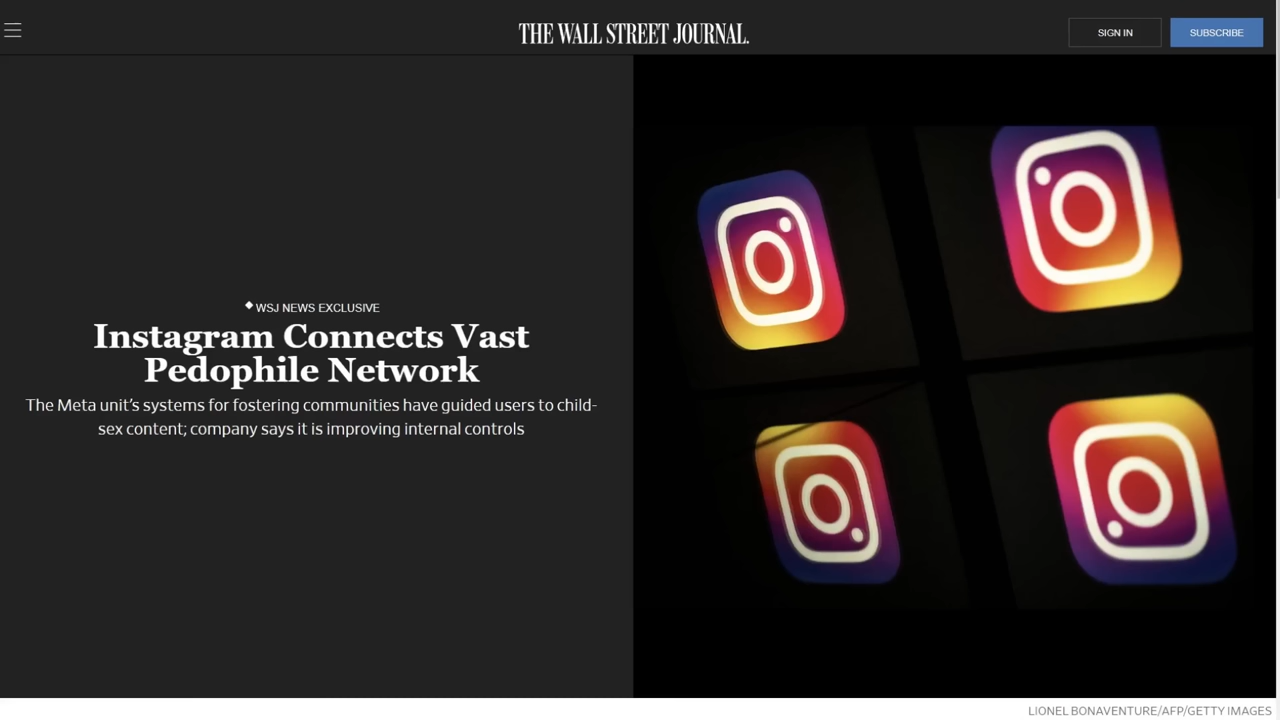 THE WALL STREET JOURNAL.
SIGN IN
SUBSCRIBE
WSJ NEWS EXCLUSIVE
Instagram Connects Vast
Pedophile Network
The Meta unit's systems for fostering communities have guided users to child-
sex content; company says it is improving internal controls
LIONEL BONAVENTURE/AFP/GETTY IMAGES